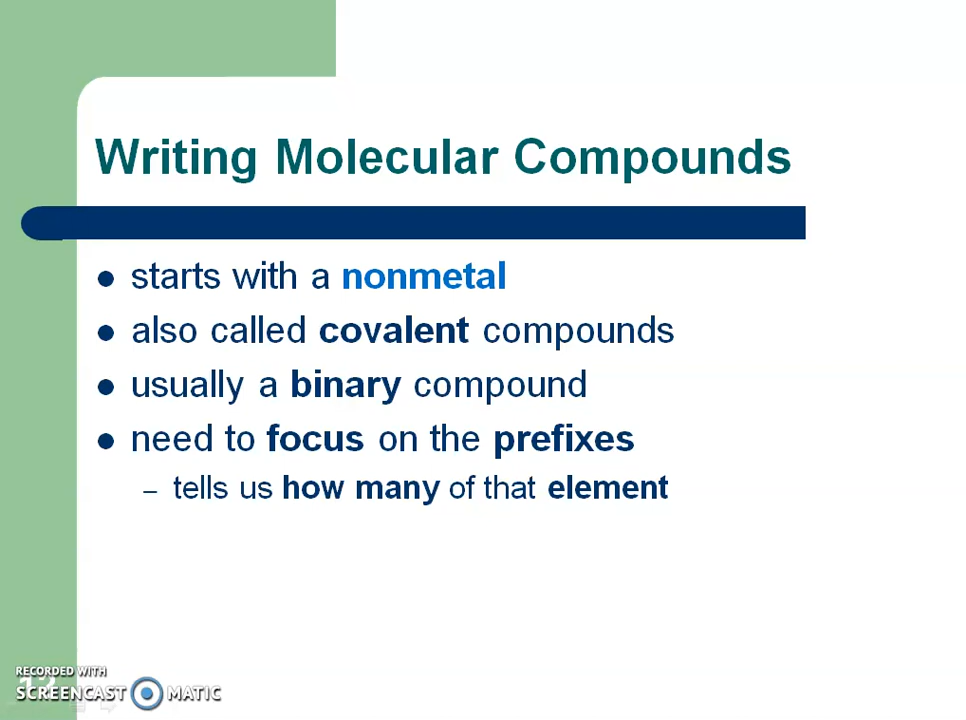 Writing Molecular Compounds
● starts with a nonmetal
● also called covalent compounds
● usually a binary compound
● need to focus on the prefixes
– tells us how many of that element
RECORDED WITH
SCREENCAST MATIC